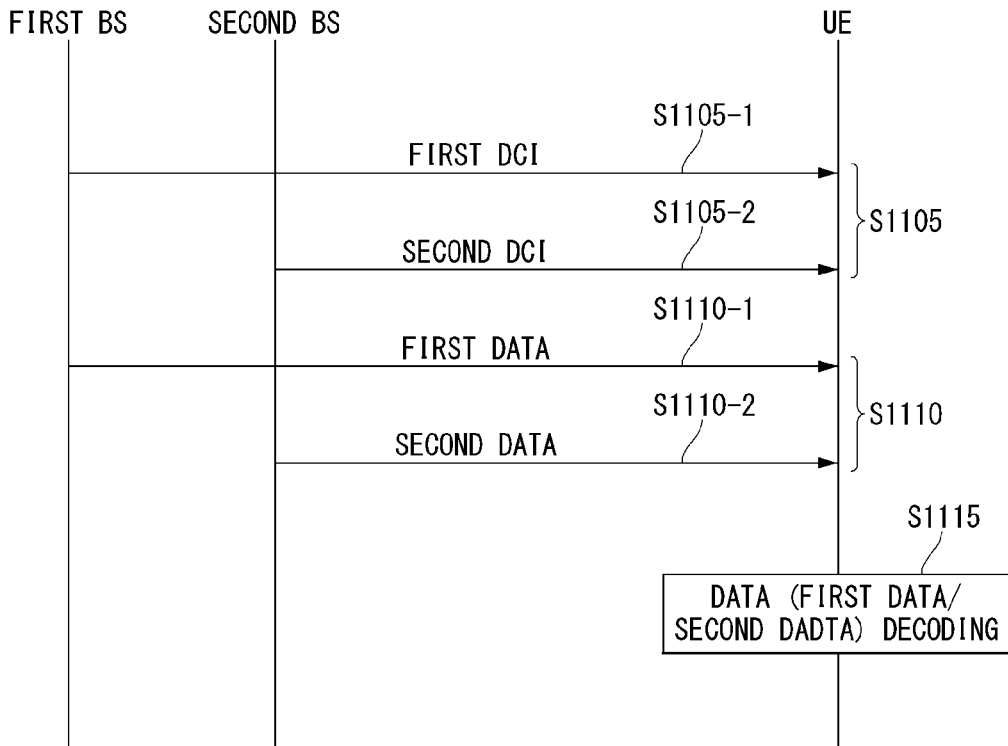 FIRST BS
SECOND BS
UE
S1105-1
FIRST DCI
S1105
S1105-2
SECOND DCI
S1110-1
FIRST DATA
S1110
S1110-2
SECOND DATA
S1115
DATA (FIRST DATA/
SECOND DADTA) DECODING